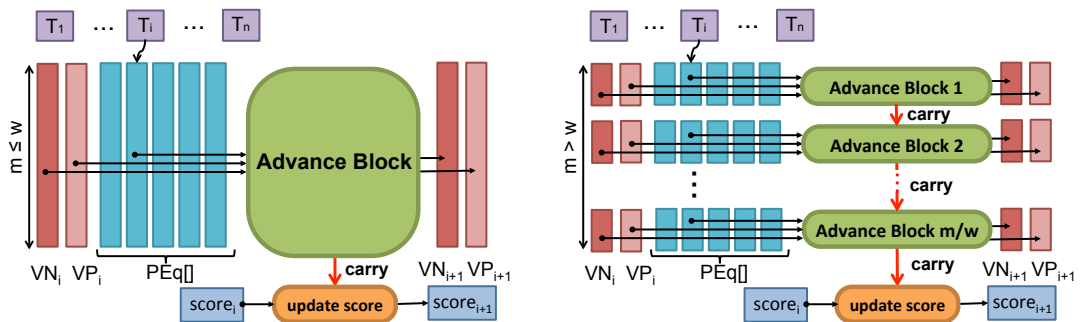 T1 ... Ti ... Tn
m ≤ w
Advance Block
VNi VPi PEq[] carry VNi+1 VPi+1
scorei update score scorei+1
T1 ... Ti ... Tn
m > w
Advance Block 1
carry
Advance Block 2
carry
Advance Block m/w
VNi VPi PEq[] carry VNi+1 VPi+1
scorei update score scorei+1